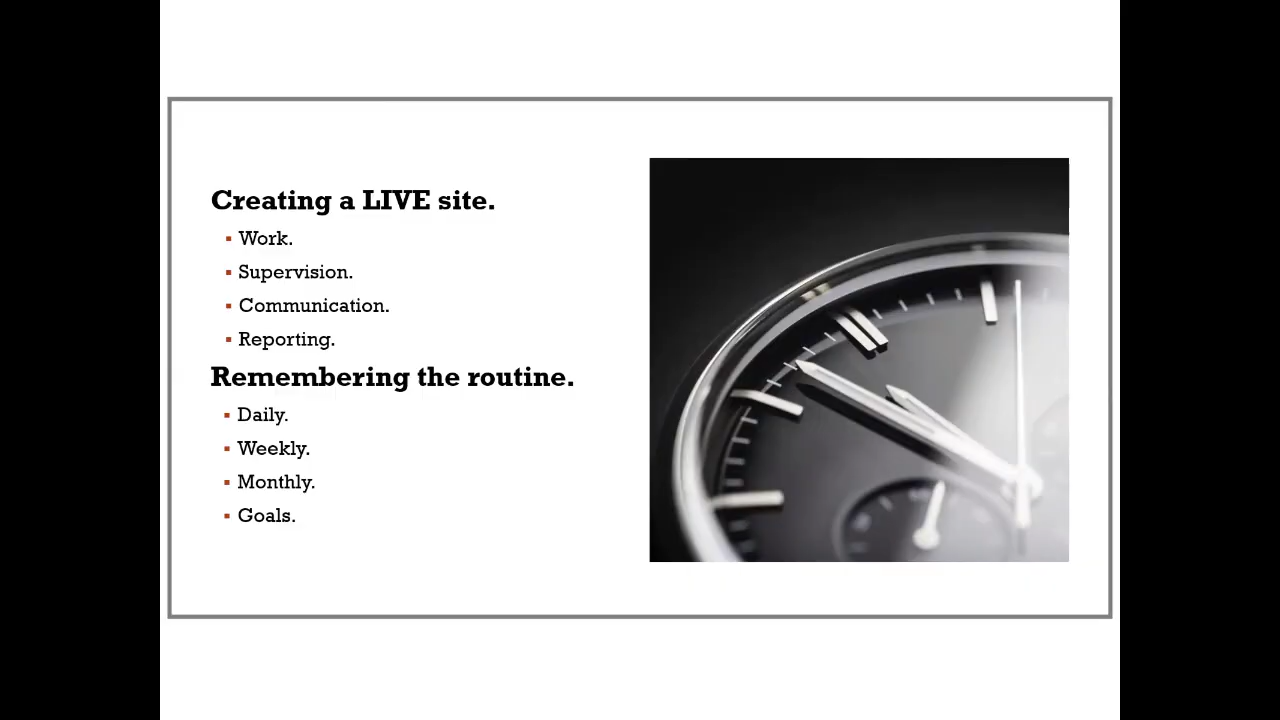 Creating a LIVE site.
Work.
Supervision.
Communication.
Reporting.
Remembering the routine.
Daily.
Weekly.
Monthly.
Goals.